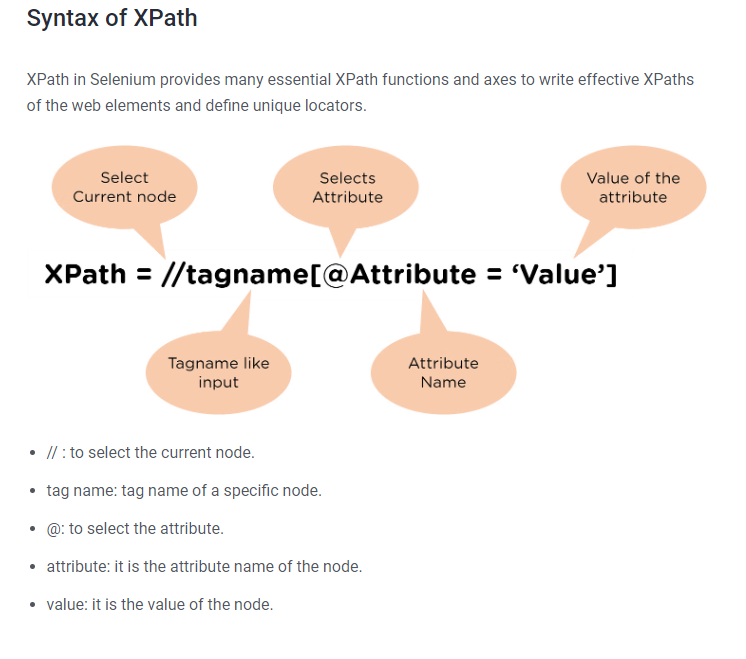 Syntax of XPath
XPath in Selenium provides many essential XPath functions and axes to write effective XPaths
of the web elements and define unique locators.
Select
Current node
Selects
Attribute
Value of the
attribute
XPath = //tagname[@Attribute = ‘Value’]
Tagname like
input
Attribute
Name
• // : to select the current node.
• tag name: tag name of a specific node.
• @: to select the attribute.
• attribute: it is the attribute name of the node.
• value: it is the value of the node.